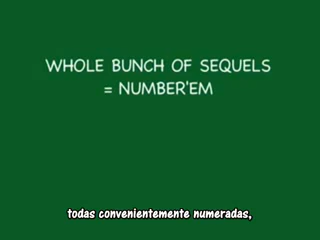 WHOLE BUNCH OF SEQUELS
= NUMBER'EM
todas convenientemente numeradas,